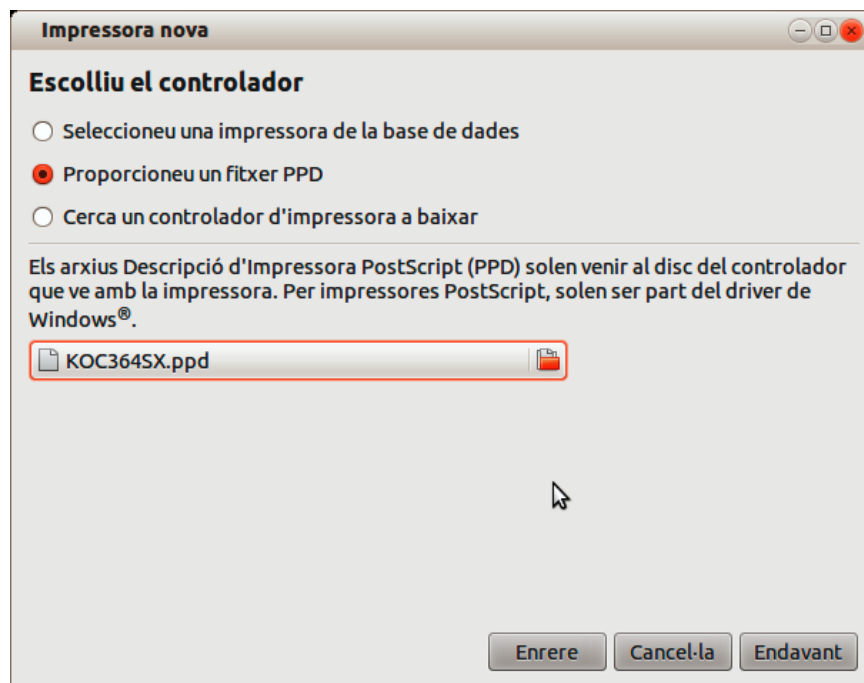 Impressora nova
Escolliu el controlador
Seleccioneu una impressora de la base de dades
Proporcioneu un fitxer PPD
Cerca un controlador d'impressora a baixar
Els arxius Descripció d'Impressora PostScript (PPD) solen venir al disc del controlador
que ve amb la impressora. Per impressores PostScript, solen ser part del driver de
Windows®.
KOC364SX.ppd
Enrere Cancel·la Endavant